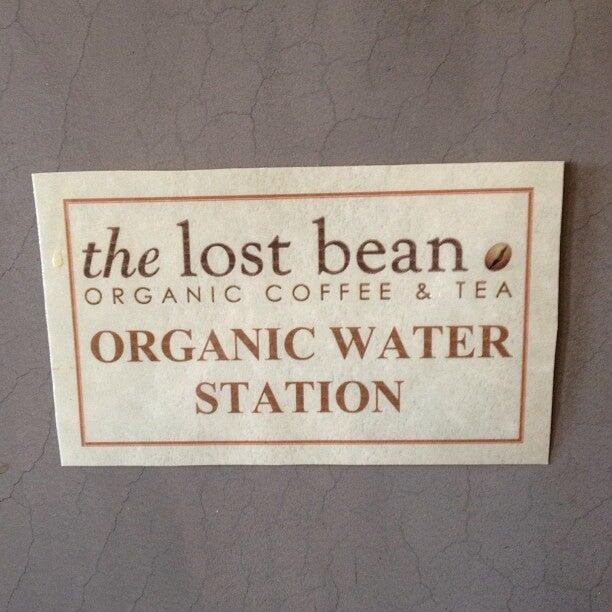 the lost bean
ORGANIC COFFEE & TEA
ORGANIC WATER
STATION